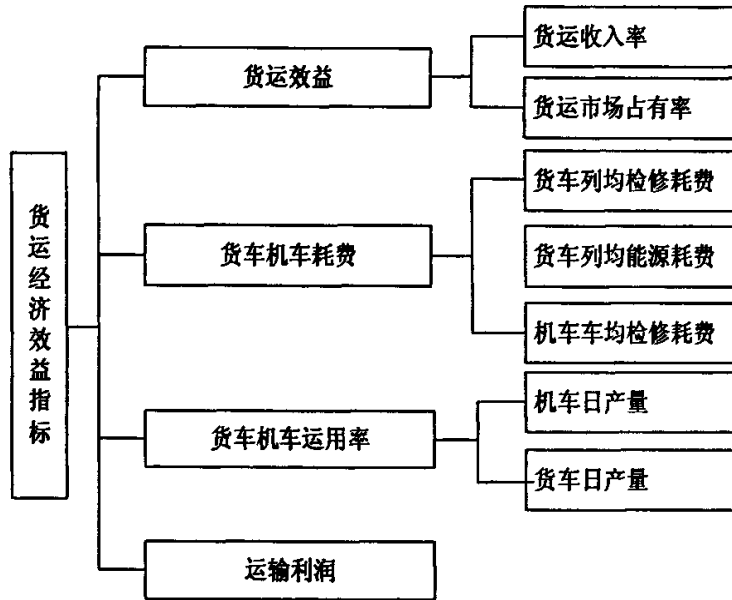 货运经济效益指标
货运效益
货运收入率
货运市场占有率
货车机车耗费
货车列均检修耗费
货车列均能源耗费
机车车均检修耗费
货车机车运用率
机车日产量
货车日产量
运输利润